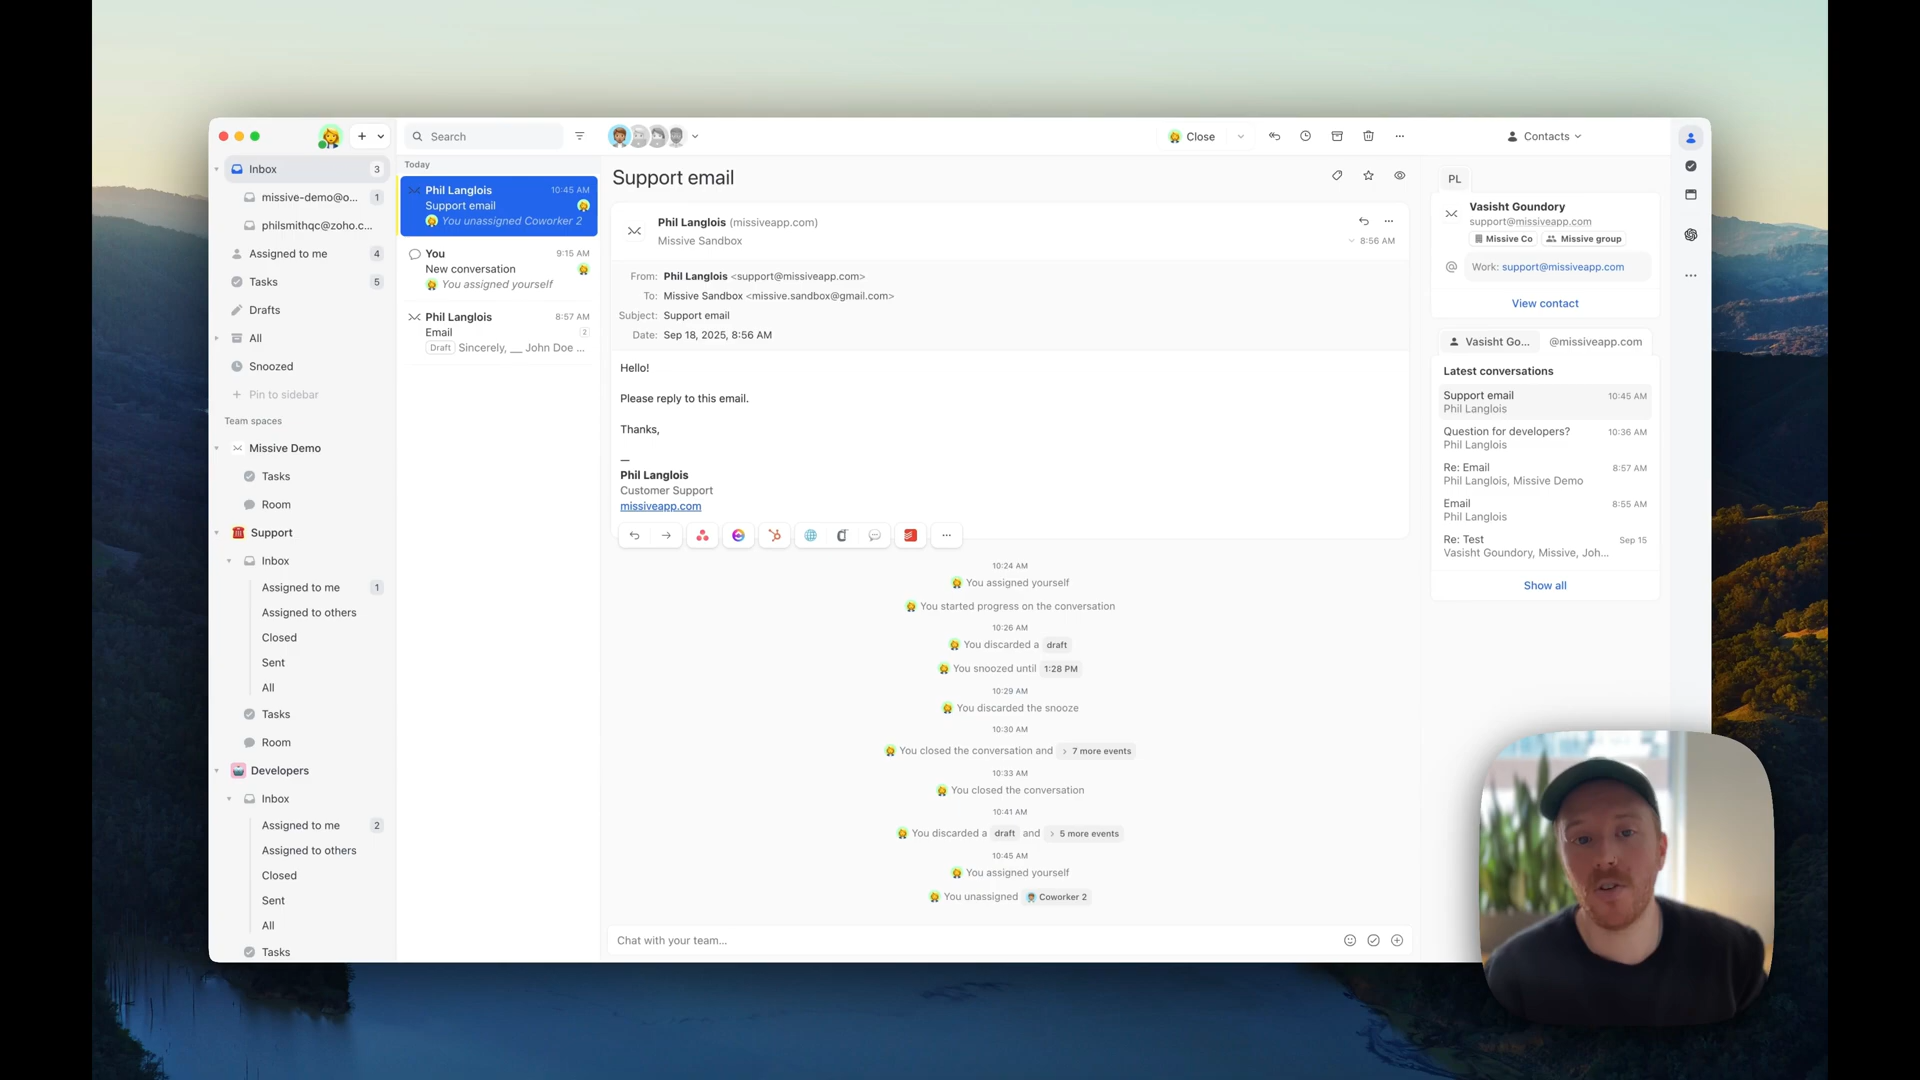 Inbox 3
missive-demo@o... 1
philsmithqc@zoho.c...
Assigned to me 4
Tasks 5
Drafts
All
Snoozed
Pin to sidebar
Team spaces
Missive Demo
Tasks
Room
Support
Inbox
Assigned to me 1
Assigned to others
Closed
Sent
All
Tasks
Room
Developers
Inbox
Assigned to me 2
Assigned to others
Closed
Sent
All
Tasks
Search
Today
Phil Langlois 10:45 AM
Support email
You unassigned Coworker 2
You 9:15 AM
New conversation
You assigned yourself
Phil Langlois 8:57 AM
Email 2
Draft Sincerely, __ John Doe ...
Close
Support email
Phil Langlois (missiveapp.com)
Missive Sandbox 8:56 AM
From: Phil Langlois <support@missiveapp.com>
To: Missive Sandbox <missive.sandbox@gmail.com>
Subject: Support email
Date: Sep 18, 2025, 8:56 AM
Hello!
Please reply to this email.
Thanks,
—
Phil Langlois
Customer Support
missiveapp.com
10:24 AM
You assigned yourself
You started progress on the conversation
10:26 AM
You discarded a draft
You snoozed until 1:28 PM
10:29 AM
You discarded the snooze
10:30 AM
You closed the conversation and 7 more events
10:33 AM
You closed the conversation
10:41 AM
You discarded a draft and 5 more events
10:45 AM
You assigned yourself
You unassigned Coworker 2
Chat with your team...
Contacts
PL
Vasisht Goundory
support@missiveapp.com
Missive Co Missive group
Work: support@missiveapp.com
View contact
Vasisht Go... @missiveapp.com
Latest conversations
Support email 10:45 AM
Phil Langlois
Question for developers? 10:36 AM
Phil Langlois
Re: Email 8:57 AM
Phil Langlois, Missive Demo
Email 8:55 AM
Phil Langlois
Re: Test Sep 15
Vasisht Goundory, Missive, Joh...
Show all